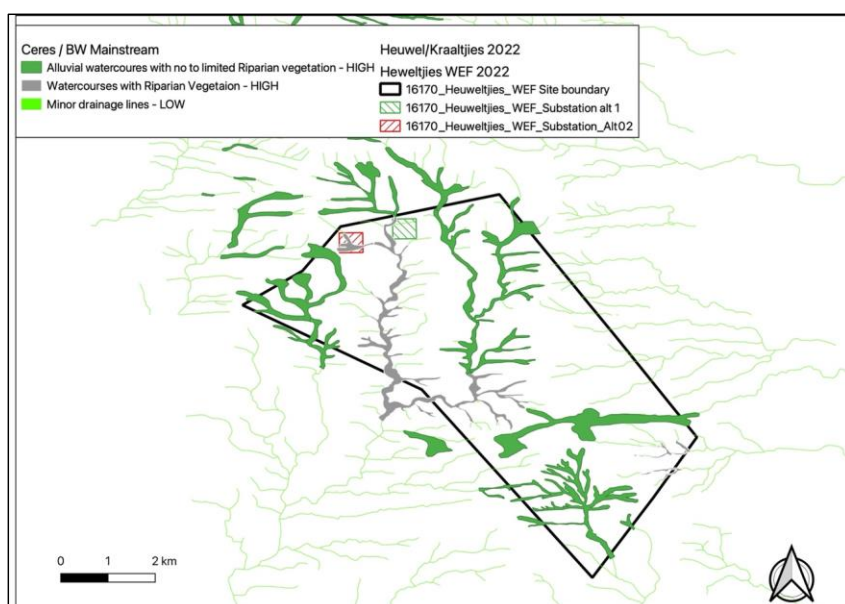 Ceres / BW Mainstream
Alluvial watercoures with no to limited Riparian vegetation - HIGH
Watercourses with Riparian Vegetaion - HIGH
Minor drainage lines - LOW
Heuwel/Kraaltjies 2022
Heweltjies WEF 2022
16170_Heuweltjies_WEF Site boundary
16170_Heuweltjies_WEF_Substation alt 1
16170_Heuweltjies_WEF_Substation_Alt02
0 1 2 km